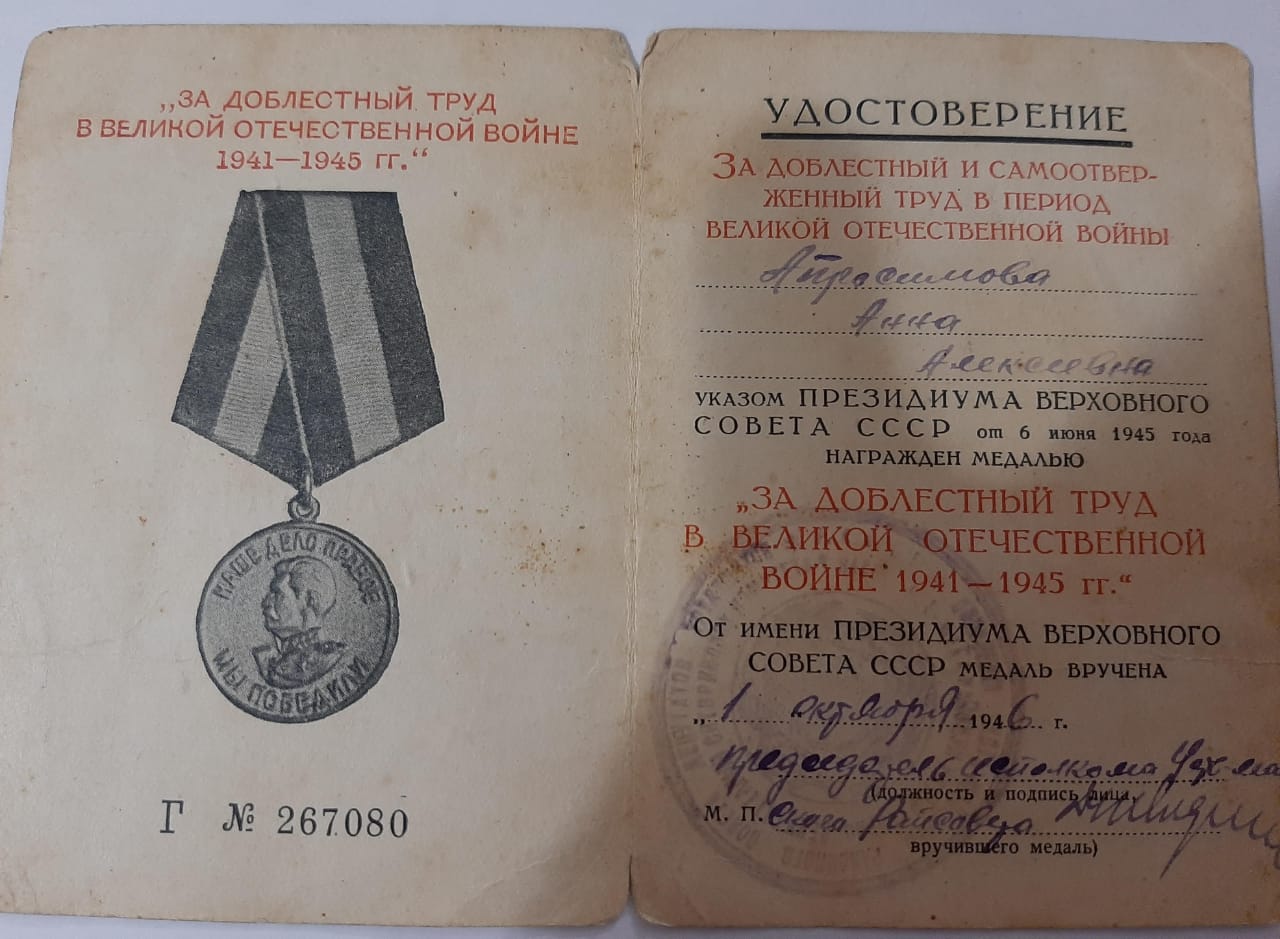 „ЗА ДОБЛЕСТНЫЙ ТРУД
В ВЕЛИКОЙ ОТЕЧЕСТВЕННОЙ ВОЙНЕ
1941—1945 гг.“
НАШЕ ДЕЛО ПРАВОЕ
МЫ ПОБЕДИЛИ
Г № 267080
УДОСТОВЕРЕНИЕ
ЗА ДОБЛЕСТНЫЙ И САМООТВЕР-
ЖЕННЫЙ ТРУД В ПЕРИОД
ВЕЛИКОЙ ОТЕЧЕСТВЕННОЙ ВОЙНЫ
Апросимова
Анна
Алексеевна
УКАЗОМ ПРЕЗИДИУМА ВЕРХОВНОГО
СОВЕТА СССР от 6 июня 1945 года
НАГРАЖДЕН МЕДАЛЬЮ
„ЗА ДОБЛЕСТНЫЙ ТРУД
В ВЕЛИКОЙ ОТЕЧЕСТВЕННОЙ
ВОЙНЕ 1941—1945 гг.“
От имени ПРЕЗИДИУМА ВЕРХОВНОГО
СОВЕТА СССР МЕДАЛЬ ВРУЧЕНА
„1 октября 1946 г.
председатель исполкома
(должность и подпись лица,
М. П. ского Райсовета
вручившего медаль)